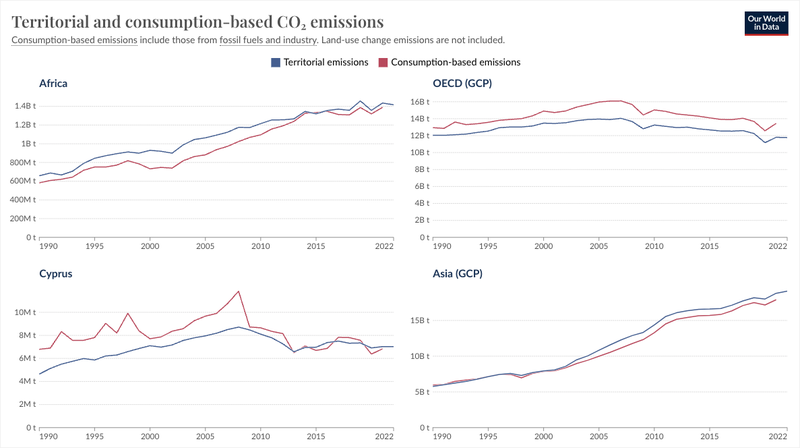 Territorial and consumption-based CO₂ emissions
Consumption-based emissions include those from fossil fuels and industry. Land-use change emissions are not included.
Our World
in Data
Territorial emissions Consumption-based emissions
Africa
1.4B t
1.2B t
1B t
800M t
600M t
400M t
200M t
0 t
1990 1995 2000 2005 2010 2015 2022
OECD (GCP)
16B t
14B t
12B t
10B t
8B t
6B t
4B t
2B t
0 t
1990 1995 2000 2005 2010 2015 2022
Cyprus
10M t
8M t
6M t
4M t
2M t
0 t
1990 1995 2000 2005 2010 2015 2022
Asia (GCP)
15B t
10B t
5B t
0 t
1990 1995 2000 2005 2010 2015 2022